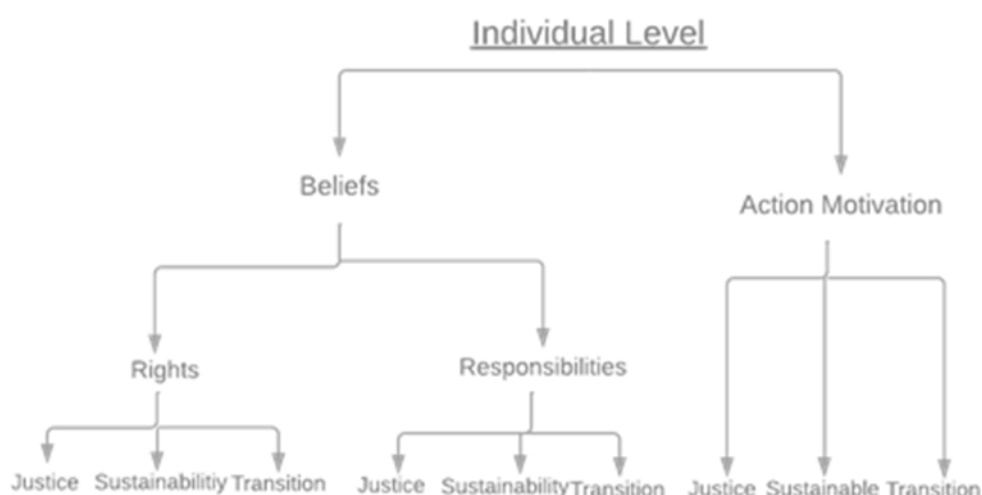 Individual Level
Beliefs
Action Motivation
Rights
Responsibilities
Justice Sustainabilitiy Transition Justice Sustainability Transition Justice Sustainable Transition